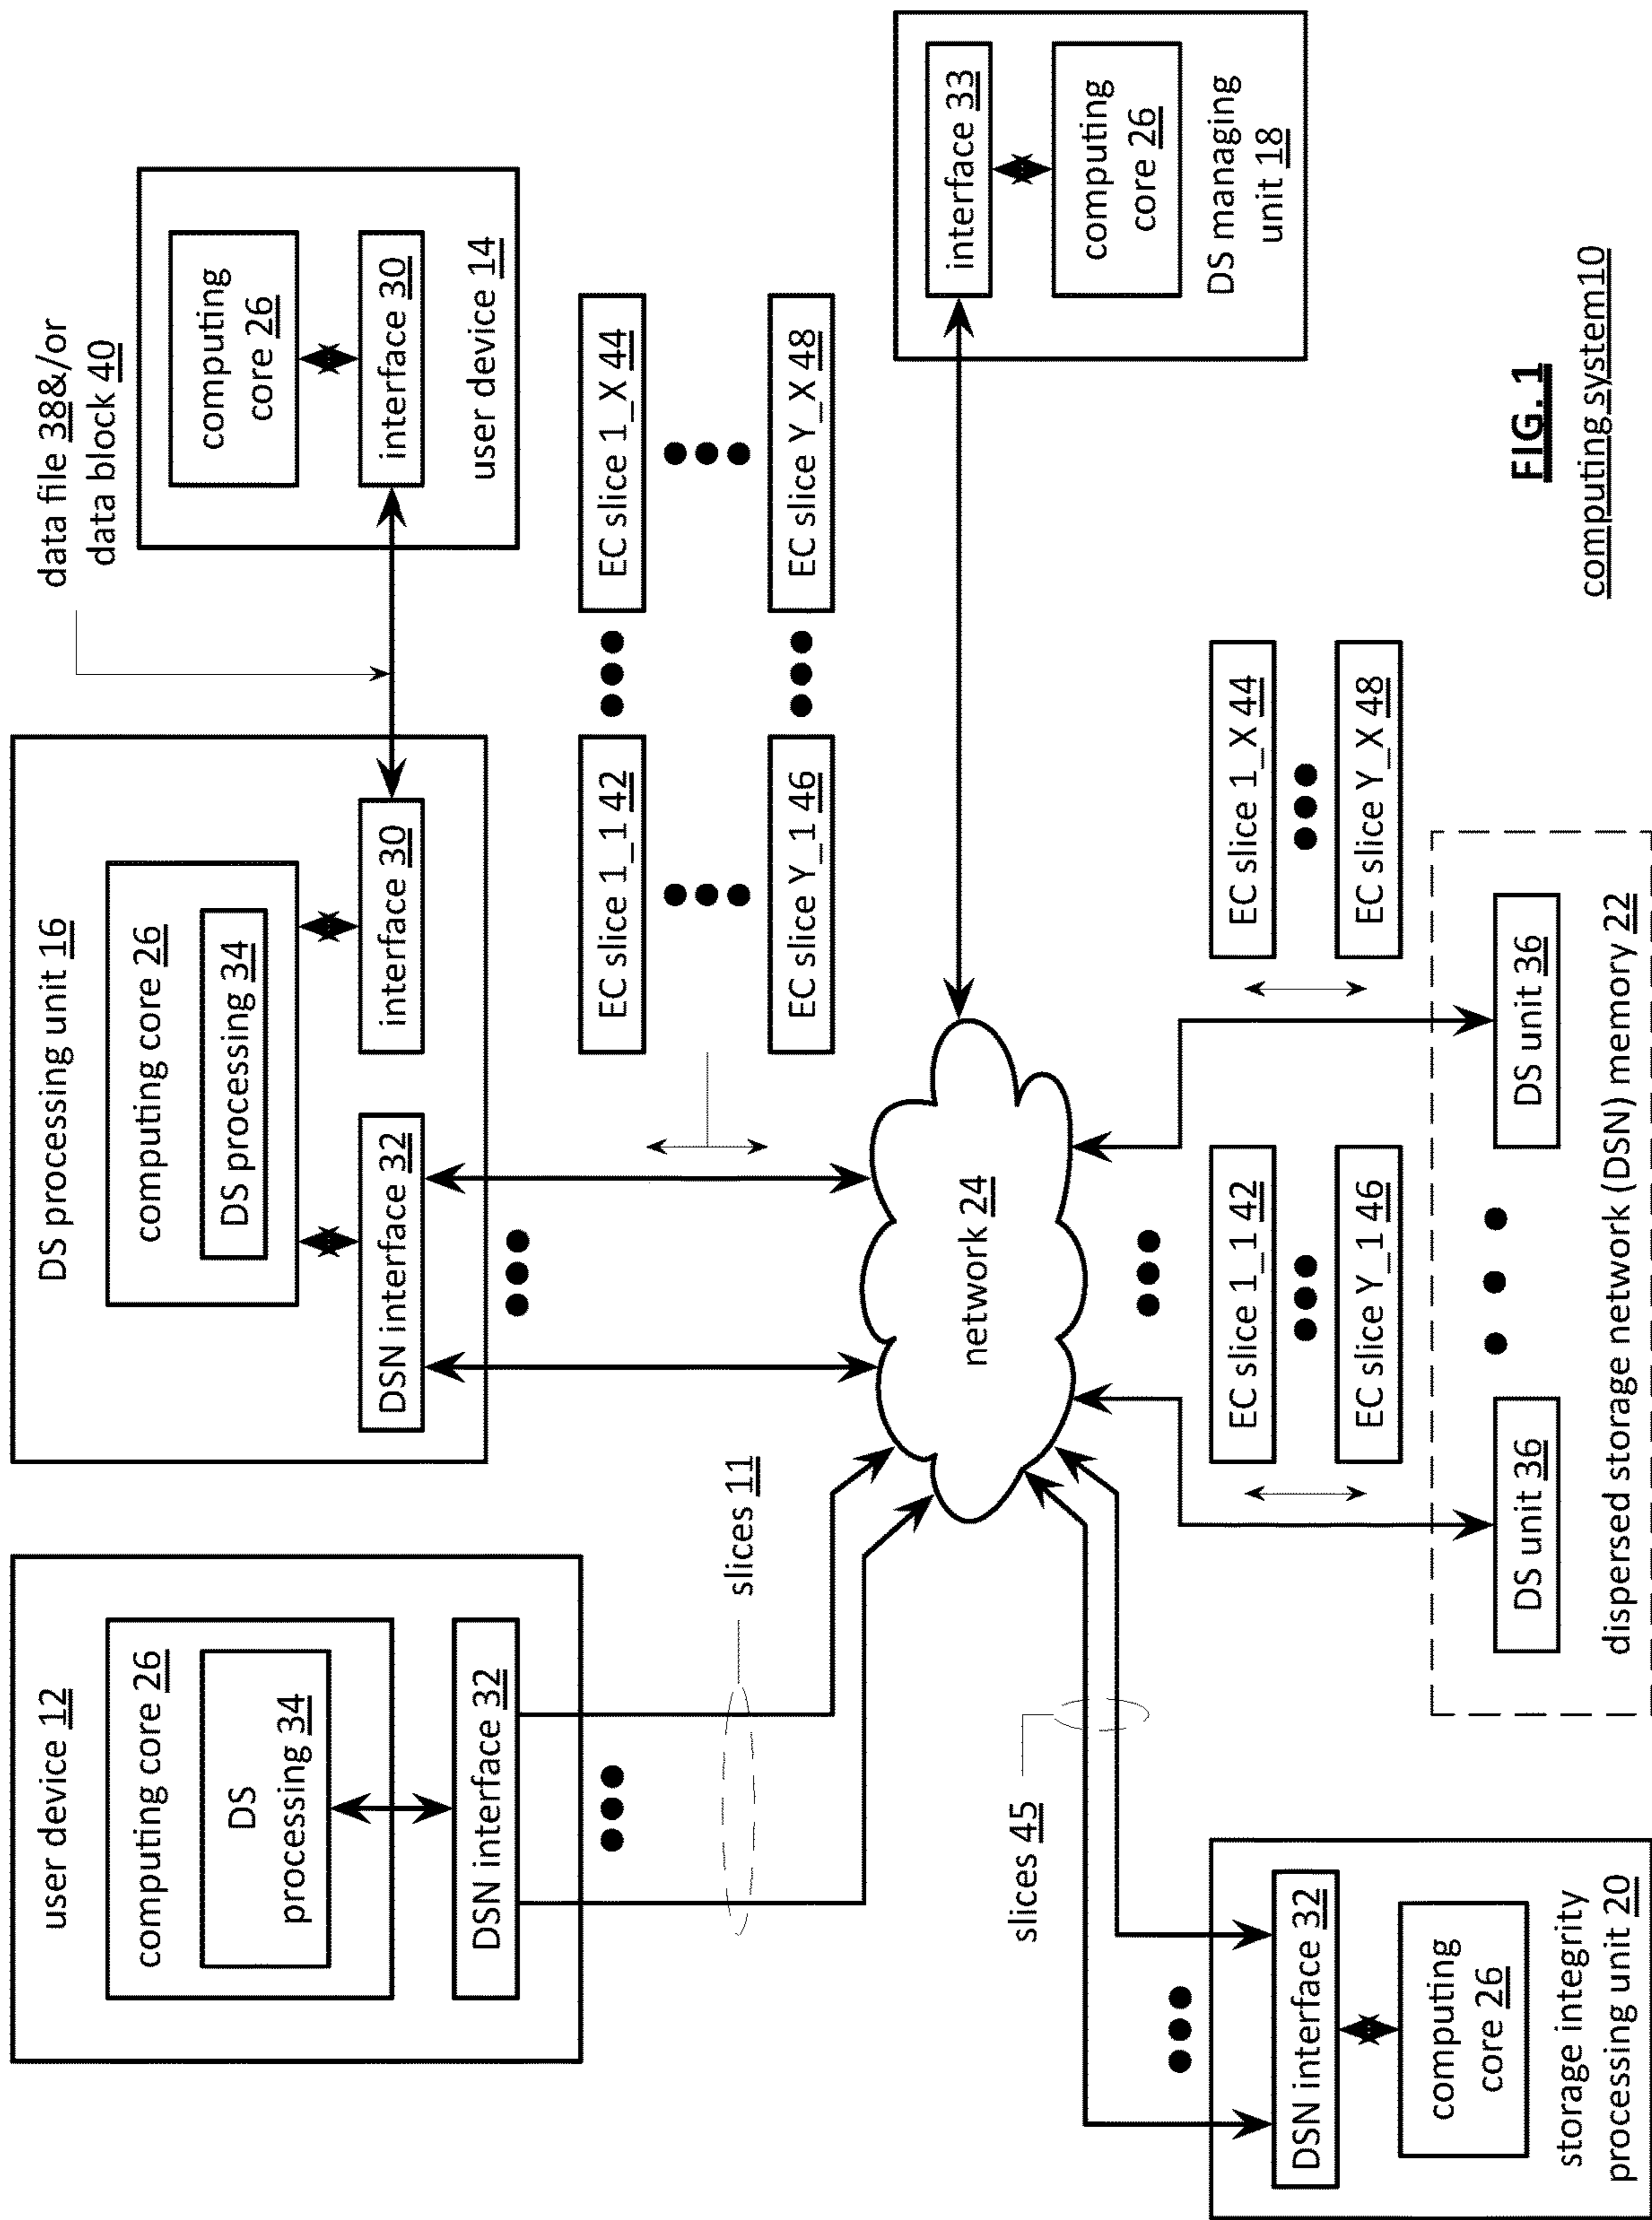 user device 12
computing core 26
DS
processing 34
DSN interface 32
slices 11
DS processing unit 16
computing core 26
DS processing 34
DSN interface 32
interface 30
data file 38&/or
data block 40
computing
core 26
interface 30
user device 14
EC slice 1_1 42
EC slice 1_X 44
EC slice Y_1 46
EC slice Y_X 48
network 24
interface 33
computing
core 26
DS managing
unit 18
slices 45
DSN interface 32
computing
core 26
storage integrity
processing unit 20
EC slice 1_1 42
EC slice Y_1 46
EC slice 1_X 44
EC slice Y_X 48
DS unit 36
DS unit 36
dispersed storage network (DSN) memory 22
FIG. 1
computing system10